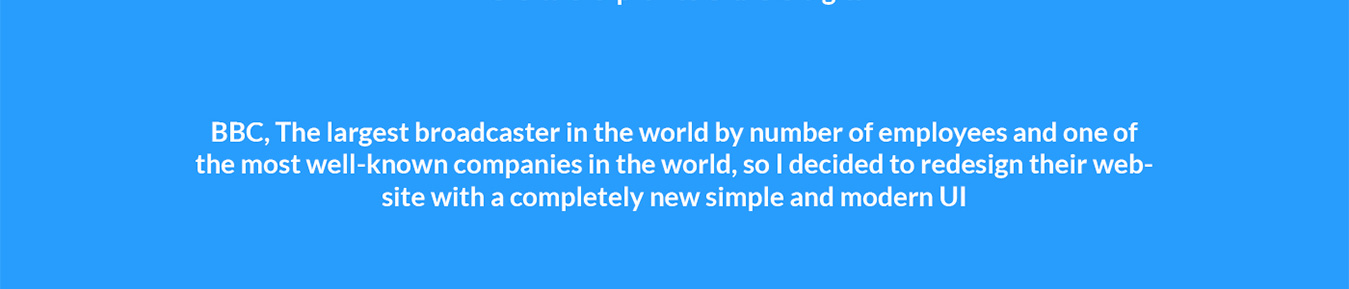 BBC, The largest broadcaster in the world by number of employees and one of
the most well-known companies in the world, so I decided to redesign their web-
site with a completely new simple and modern UI